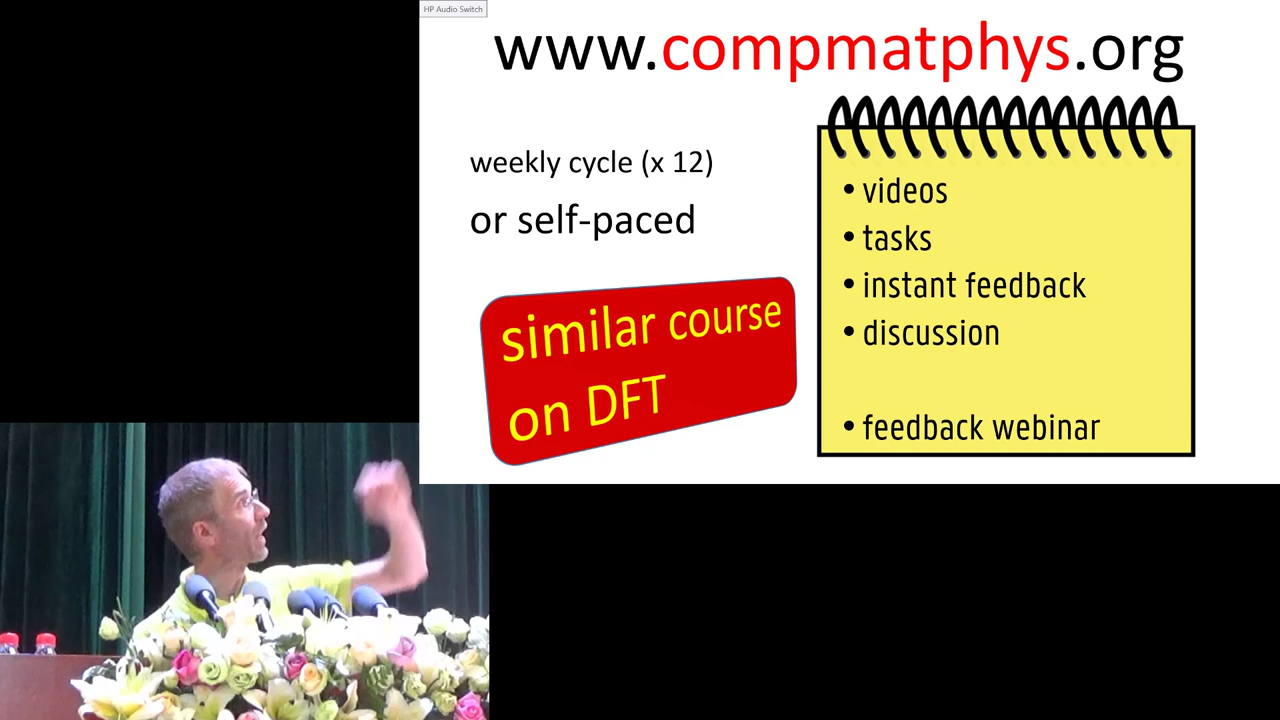 HP Audio Switch
www.compmatphys.org
weekly cycle (x 12)
or self-paced
similar course
on DFT
• videos
• tasks
• instant feedback
• discussion
• feedback webinar